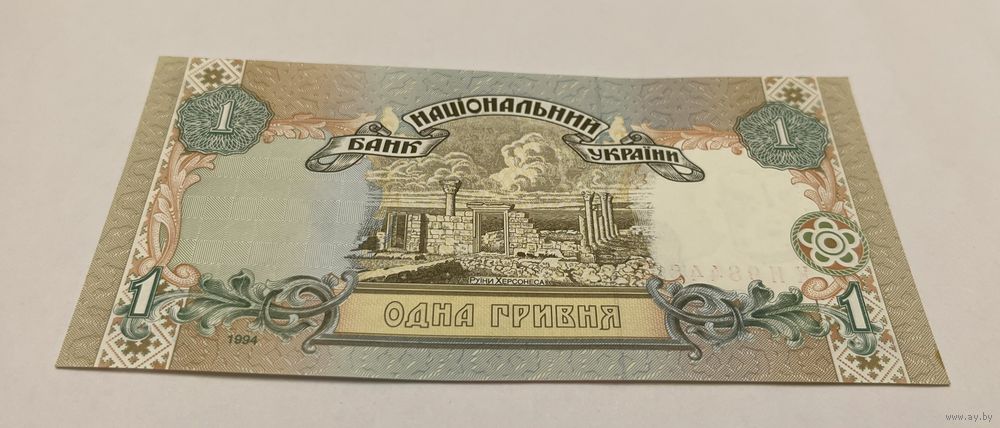 1
1
НАЦІОНАЛЬНИЙ
БАНК
УКРАЇНИ
РУЇНИ ХЕРСОНЕСА
1
1
ОДНА ГРИВНЯ
1994
www.ay.by